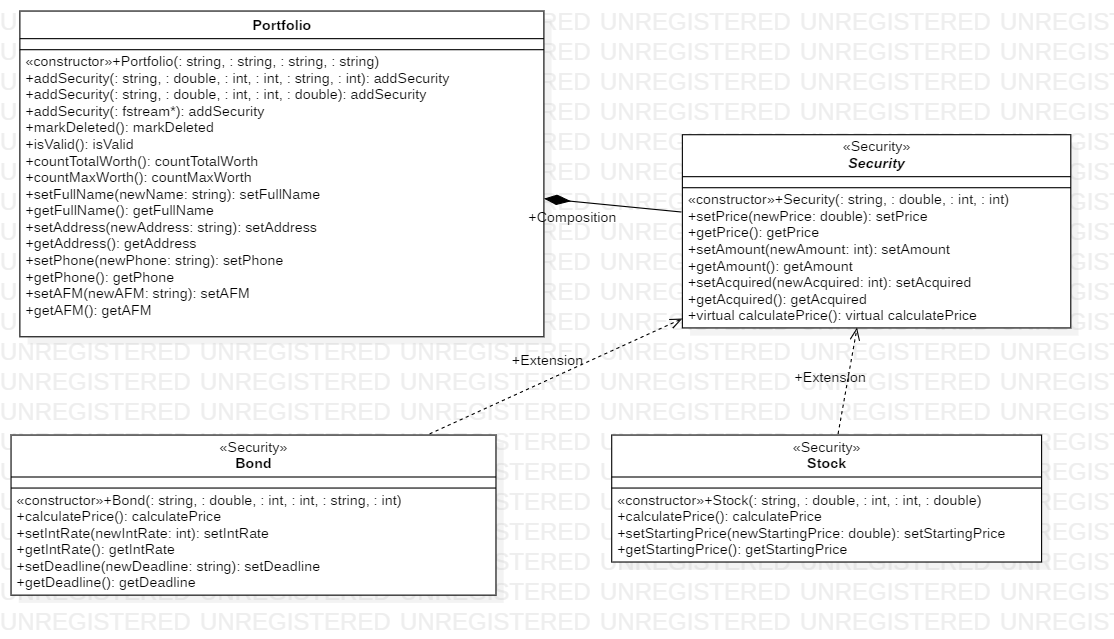 Portfolio
«constructor»+Portfolio(: string, : string, : string, : string)
+addSecurity(: string, : double, : int, : int, : string, : int): addSecurity
+addSecurity(: string, : double, : int, : int, : double): addSecurity
+addSecurity(: fstream*): addSecurity
+markDeleted(): markDeleted
+isValid(): isValid
+countTotalWorth(): countTotalWorth
+countMaxWorth(): countMaxWorth
+setFullName(newName: string): setFullName
+getFullName(): getFullName
+setAddress(newAddress: string): setAddress
+getAddress(): getAddress
+setPhone(newPhone: string): setPhone
+getPhone(): getPhone
+setAFM(newAFM: string): setAFM
+getAFM(): getAFM
+Composition
«Security»
Security
«constructor»+Security(: string, : double, : int, : int)
+setPrice(newPrice: double): setPrice
+getPrice(): getPrice
+setAmount(newAmount: int): setAmount
+getAmount(): getAmount
+setAcquired(newAcquired: int): setAcquired
+getAcquired(): getAcquired
+virtual calculatePrice(): virtual calculatePrice
+Extension
+Extension
«Security»
Bond
«constructor»+Bond(: string, : double, : int, : int, : string, : int)
+calculatePrice(): calculatePrice
+setIntRate(newIntRate: int): setIntRate
+getIntRate(): getIntRate
+setDeadline(newDeadline: string): setDeadline
+getDeadline(): getDeadline
«Security»
Stock
«constructor»+Stock(: string, : double, : int, : int, : double)
+calculatePrice(): calculatePrice
+setStartingPrice(newStartingPrice: double): setStartingPrice
+getStartingPrice(): getStartingPrice
UNREGISTERED